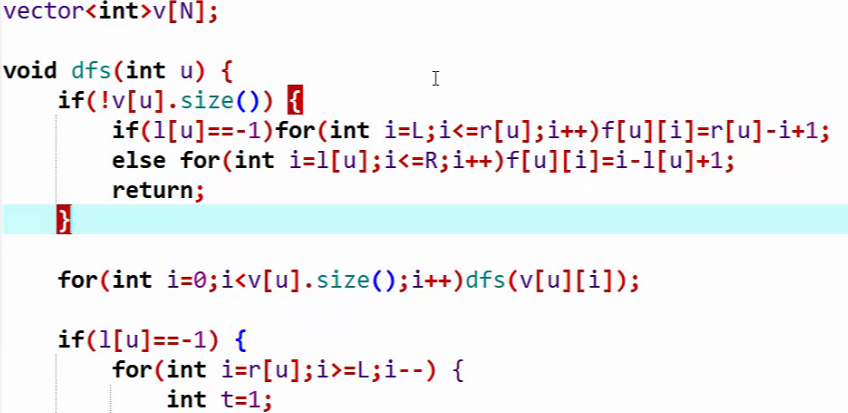 vector<int>v[N];
void dfs(int u) {
if(!v[u].size()) {
if(l[u]==-1)for(int i=L;i<=r[u];i++)f[u][i]=r[u]-i+1;
else for(int i=l[u];i<=R;i++)f[u][i]=i-l[u]+1;
return;
}
for(int i=0;i<v[u].size();i++)dfs(v[u][i]);
if(l[u]==-1) {
for(int i=r[u];i>=L;i--) {
int t=1;